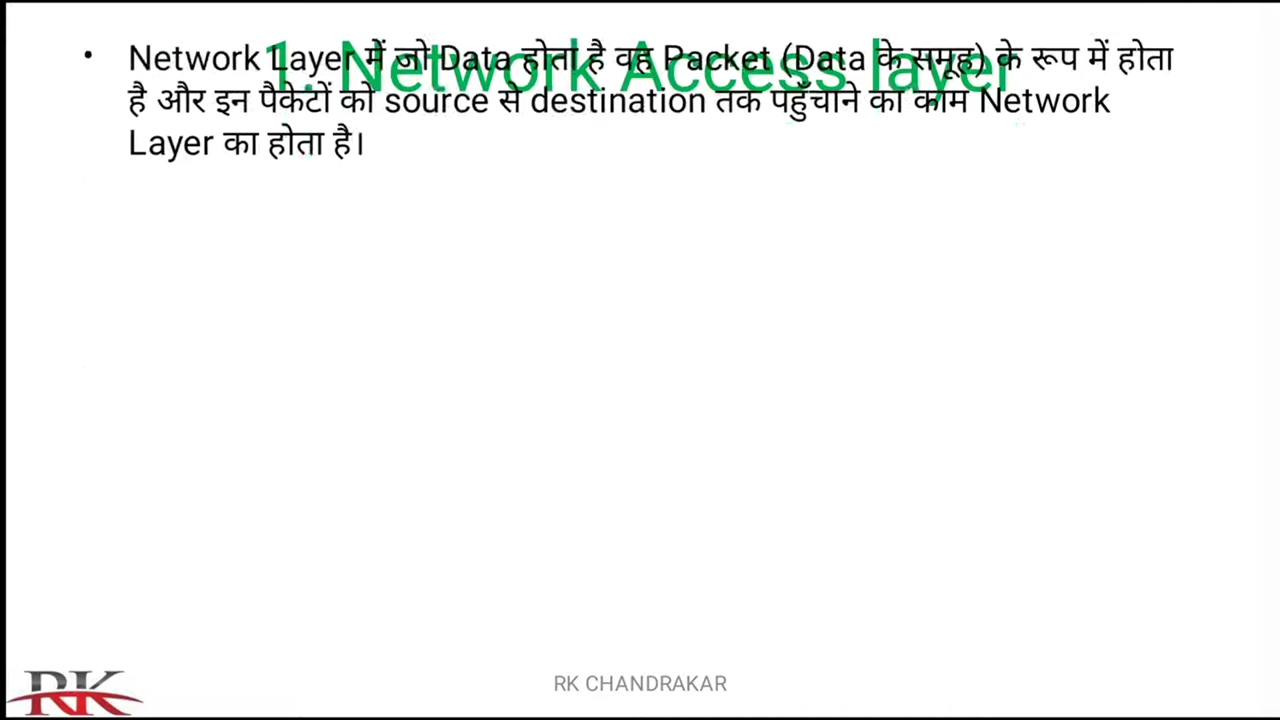 1. Network Access layer
• Network Layer में जो Data होता है वह Packet (Data के समूह) के रूप में होता
है और इन पैकेटों को source से destination तक पहुँचाने का काम Network
Layer का होता है।
RK
RK CHANDRAKAR